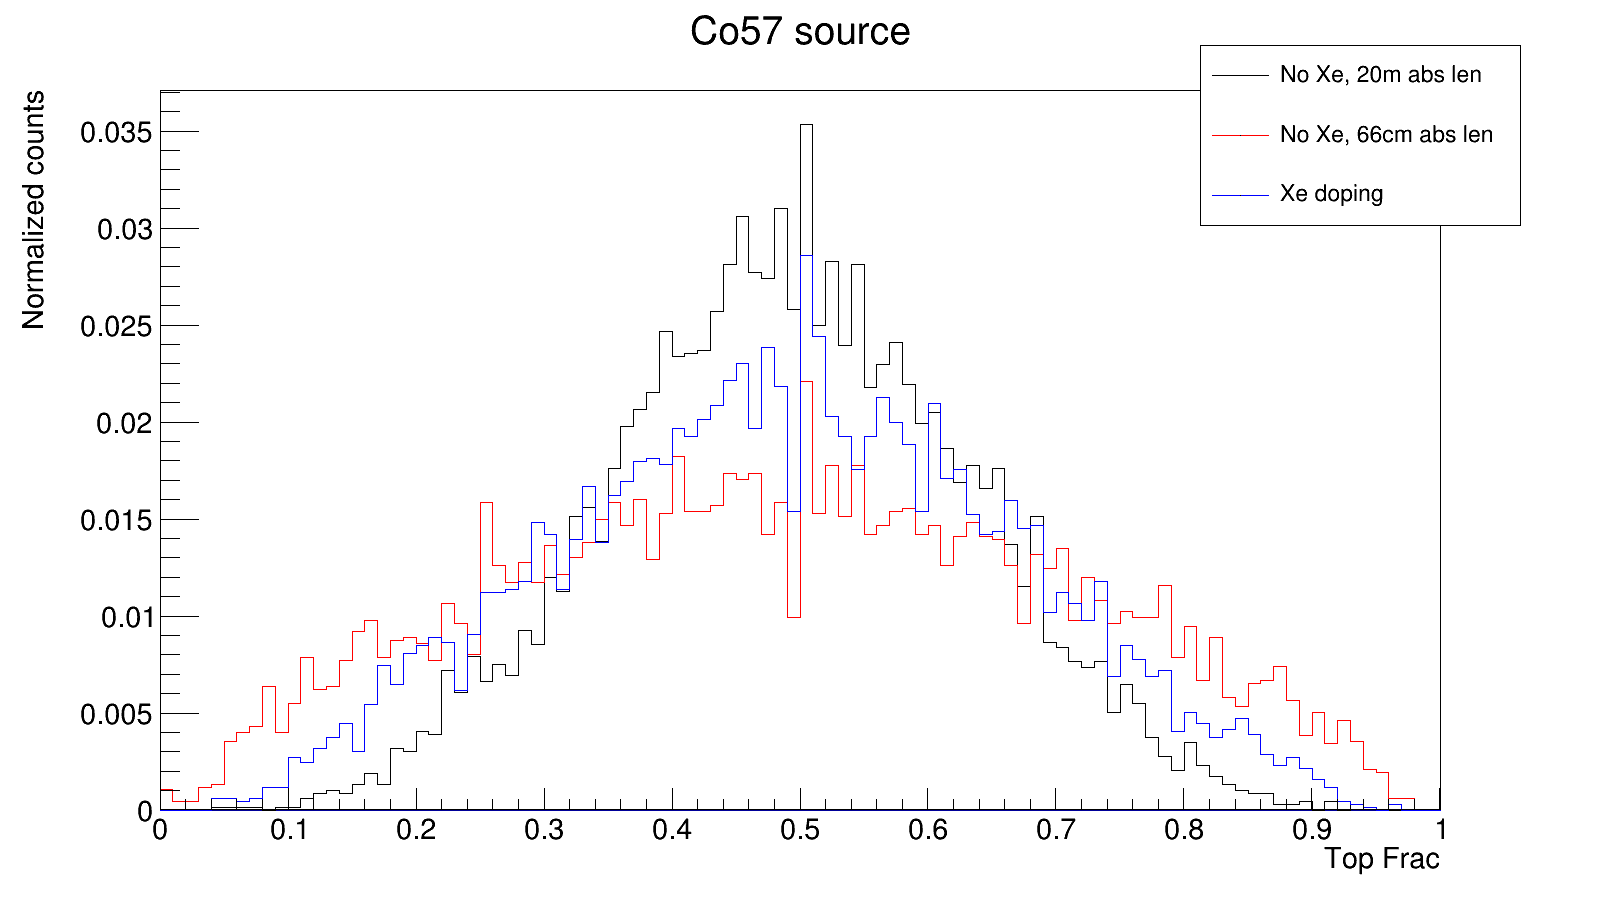 Co57 source
No Xe, 20m abs len
No Xe, 66cm abs len
Xe doping
Normalized counts
0.035
0.03
0.025
0.02
0.015
0.01
0.005
0
0 0.1 0.2 0.3 0.4 0.5 0.6 0.7 0.8 0.9 1
Top Frac